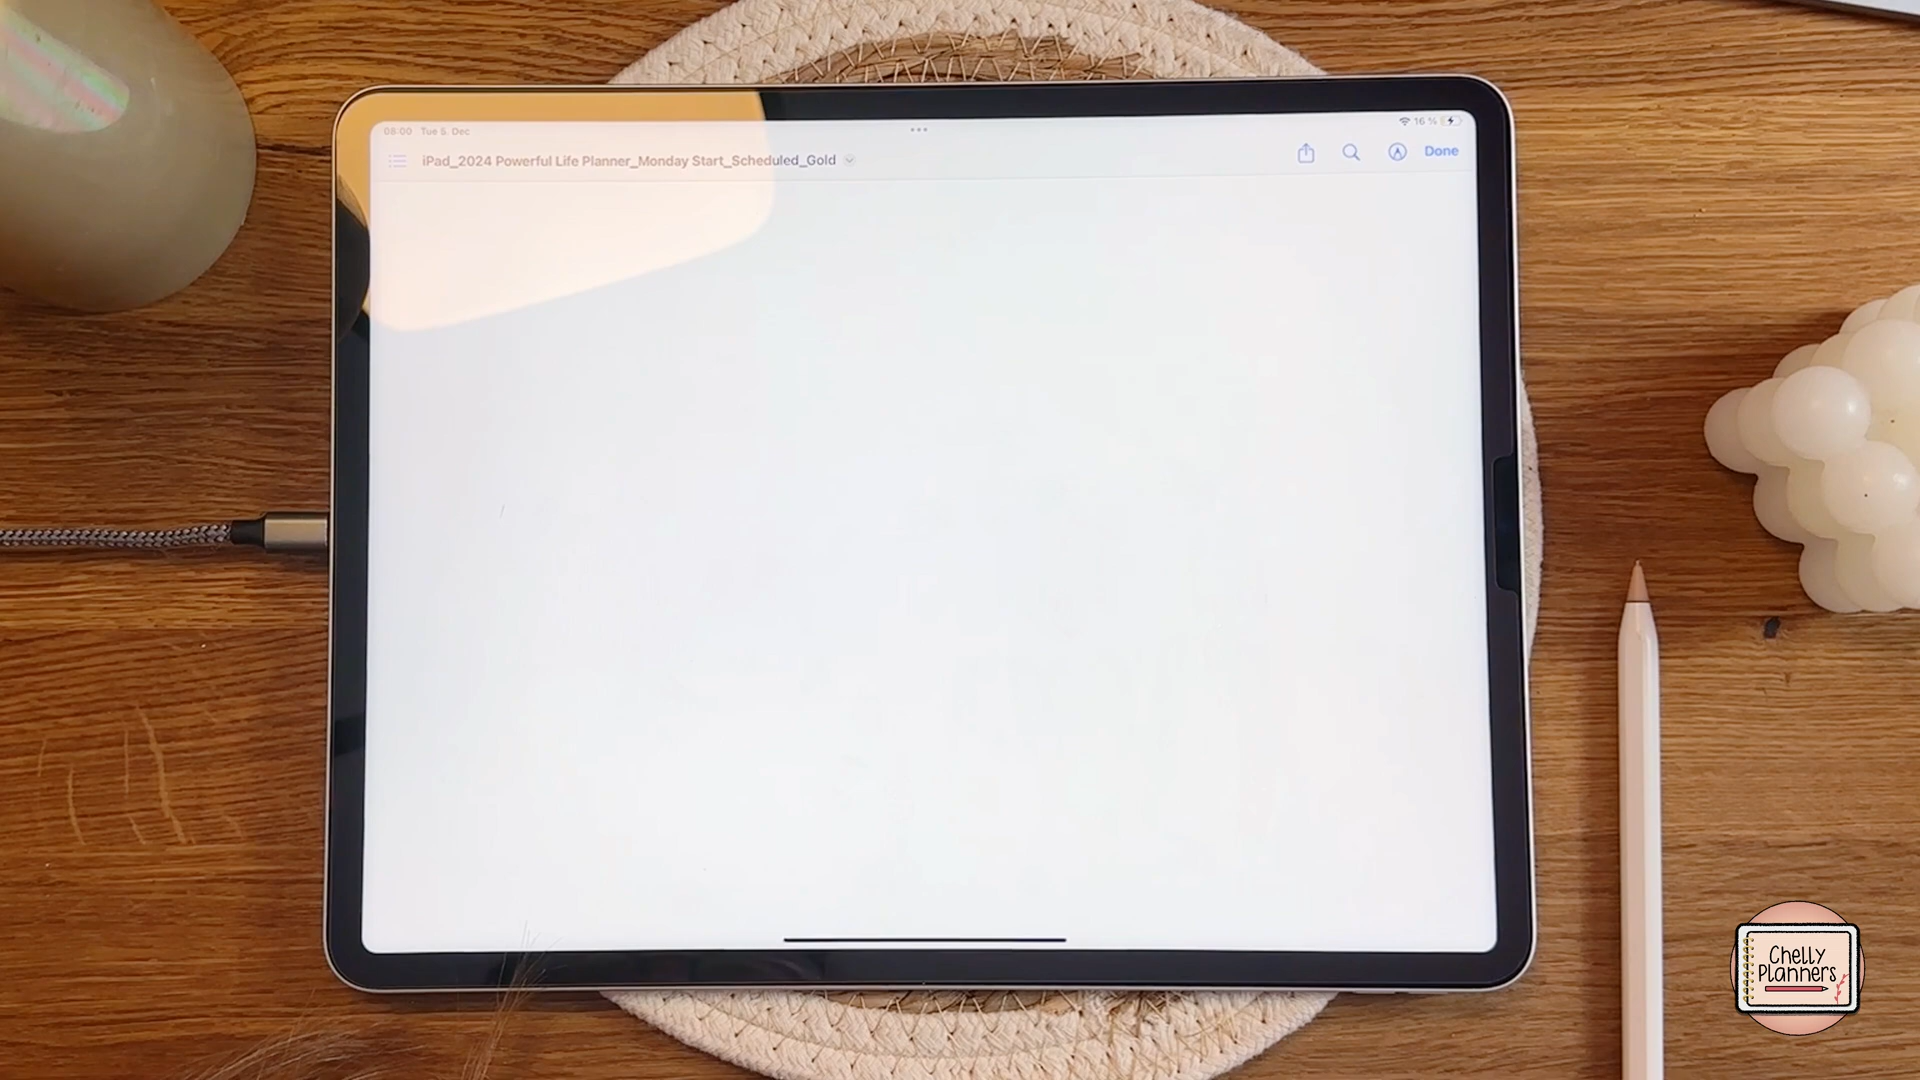 08:00 Tue 5. Dec
16 %
iPad_2024 Powerful Life Planner_Monday Start_Scheduled_Gold
Done
Chelly
Planners